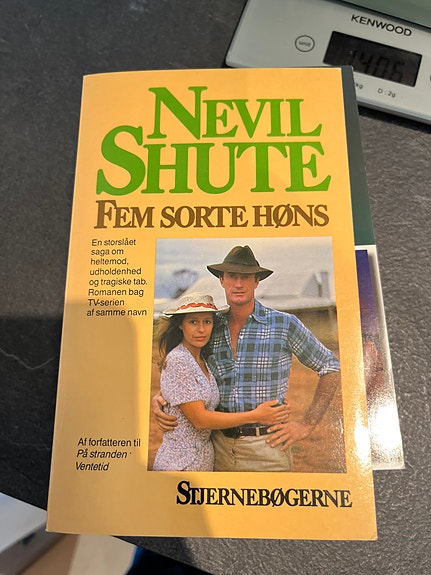 KENWOOD
NEVIL
SHUTE
FEM SORTE HØNS
En storslået
saga om
heltemod,
udholdenhed
og tragiske tab.
Romanen bag
TV-serien
af samme navn
Af forfatteren til
På stranden
Ventetid
STJERNEBØGERNE